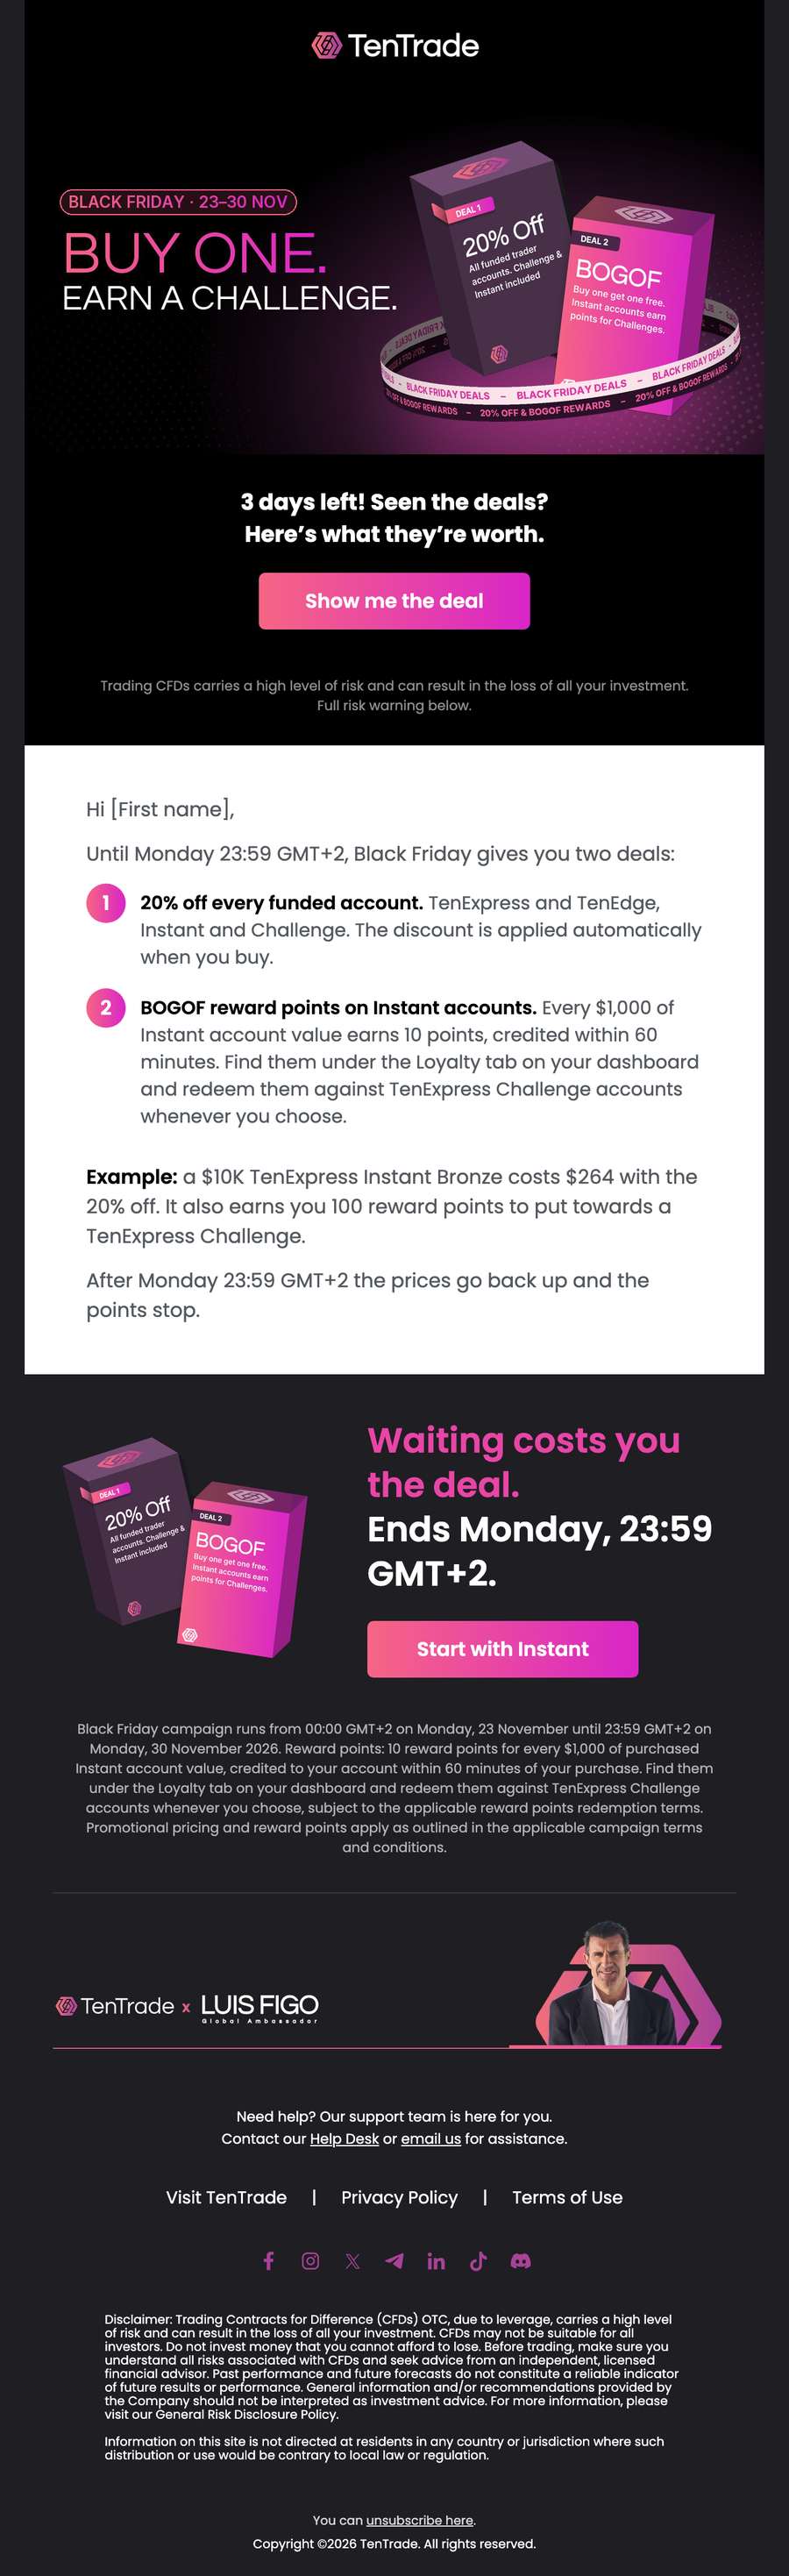 TenTrade
BLACK FRIDAY · 23–30 NOV
BUY ONE.
EARN A CHALLENGE.
DEAL 1
20% Off
All funded trader
accounts. Challenge &
Instant included
DEAL 2
BOGOF
Buy one get one free.
Instant accounts earn
points for Challenges.
BLACK FRIDAY DEALS – BLACK FRIDAY DEALS – BLACK FRIDAY DEALS
& BOGOF REWARDS – 20% OFF & BOGOF REWARDS – 20% OFF & BOGOF REWARDS
3 days left! Seen the deals?
Here’s what they’re worth.
Show me the deal
Trading CFDs carries a high level of risk and can result in the loss of all your investment.
Full risk warning below.
Hi [First name],
Until Monday 23:59 GMT+2, Black Friday gives you two deals:
1
20% off every funded account. TenExpress and TenEdge,
Instant and Challenge. The discount is applied automatically
when you buy.
2
BOGOF reward points on Instant accounts. Every $1,000 of
Instant account value earns 10 points, credited within 60
minutes. Find them under the Loyalty tab on your dashboard
and redeem them against TenExpress Challenge accounts
whenever you choose.
Example: a $10K TenExpress Instant Bronze costs $264 with the
20% off. It also earns you 100 reward points to put towards a
TenExpress Challenge.
After Monday 23:59 GMT+2 the prices go back up and the
points stop.
DEAL 1
20% Off
All funded trader
accounts. Challenge &
Instant included
DEAL 2
BOGOF
Buy one get one free.
Instant accounts earn
points for Challenges.
Waiting costs you
the deal.
Ends Monday, 23:59
GMT+2.
Start with Instant
Black Friday campaign runs from 00:00 GMT+2 on Monday, 23 November until 23:59 GMT+2 on
Monday, 30 November 2026. Reward points: 10 reward points for every $1,000 of purchased
Instant account value, credited to your account within 60 minutes of your purchase. Find them
under the Loyalty tab on your dashboard and redeem them against TenExpress Challenge
accounts whenever you choose, subject to the applicable reward points redemption terms.
Promotional pricing and reward points apply as outlined in the applicable campaign terms
and conditions.
TenTrade x LUIS FIGO
Global Ambassador
Need help? Our support team is here for you.
Contact our Help Desk or email us for assistance.
Visit TenTrade | Privacy Policy | Terms of Use
Disclaimer: Trading Contracts for Difference (CFDs) OTC, due to leverage, carries a high level
of risk and can result in the loss of all your investment. CFDs may not be suitable for all
investors. Do not invest money that you cannot afford to lose. Before trading, make sure you
understand all risks associated with CFDs and seek advice from an independent, licensed
financial advisor. Past performance and future forecasts do not constitute a reliable indicator
of future results or performance. General information and/or recommendations provided by
the Company should not be interpreted as investment advice. For more information, please
visit our General Risk Disclosure Policy.
Information on this site is not directed at residents in any country or jurisdiction where such
distribution or use would be contrary to local law or regulation.
You can unsubscribe here.
Copyright ©2026 TenTrade. All rights reserved.